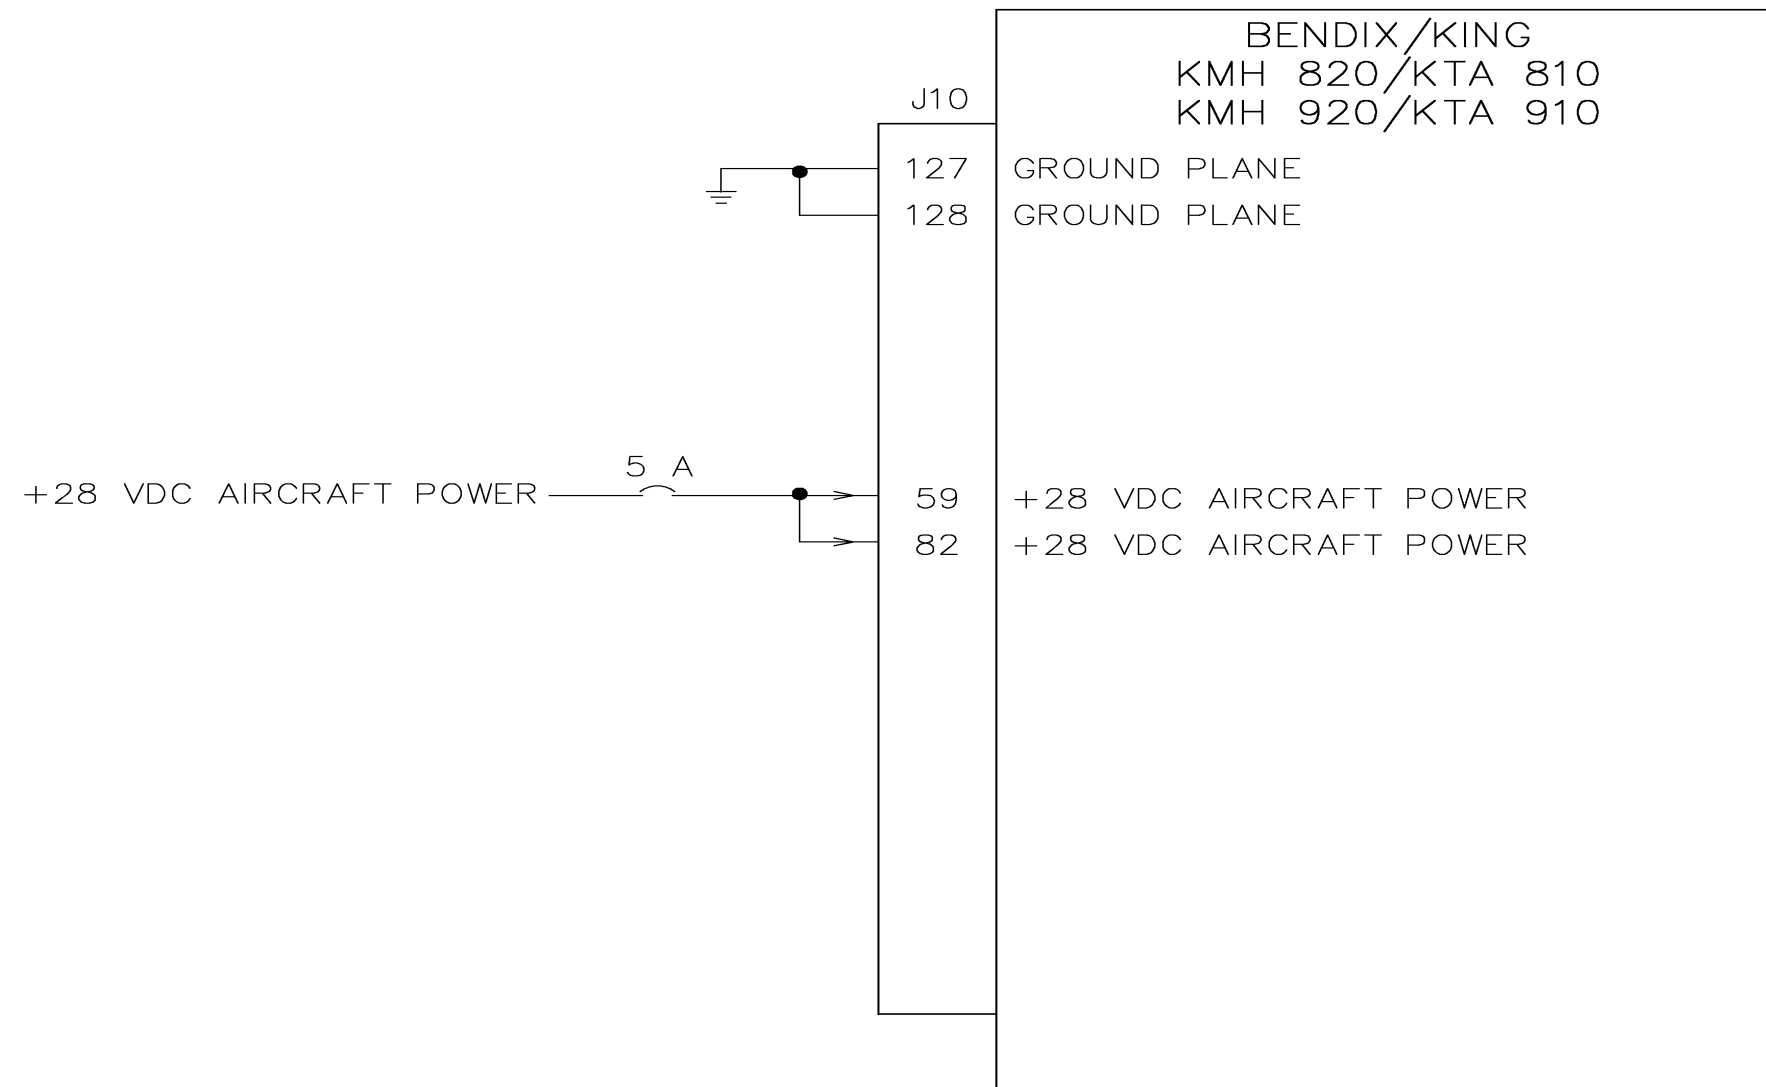 BENDIX/KING
KMH 820/KTA 810
KMH 920/KTA 910
J10
127 GROUND PLANE
128 GROUND PLANE
5 A
+28 VDC AIRCRAFT POWER 59 +28 VDC AIRCRAFT POWER
82 +28 VDC AIRCRAFT POWER